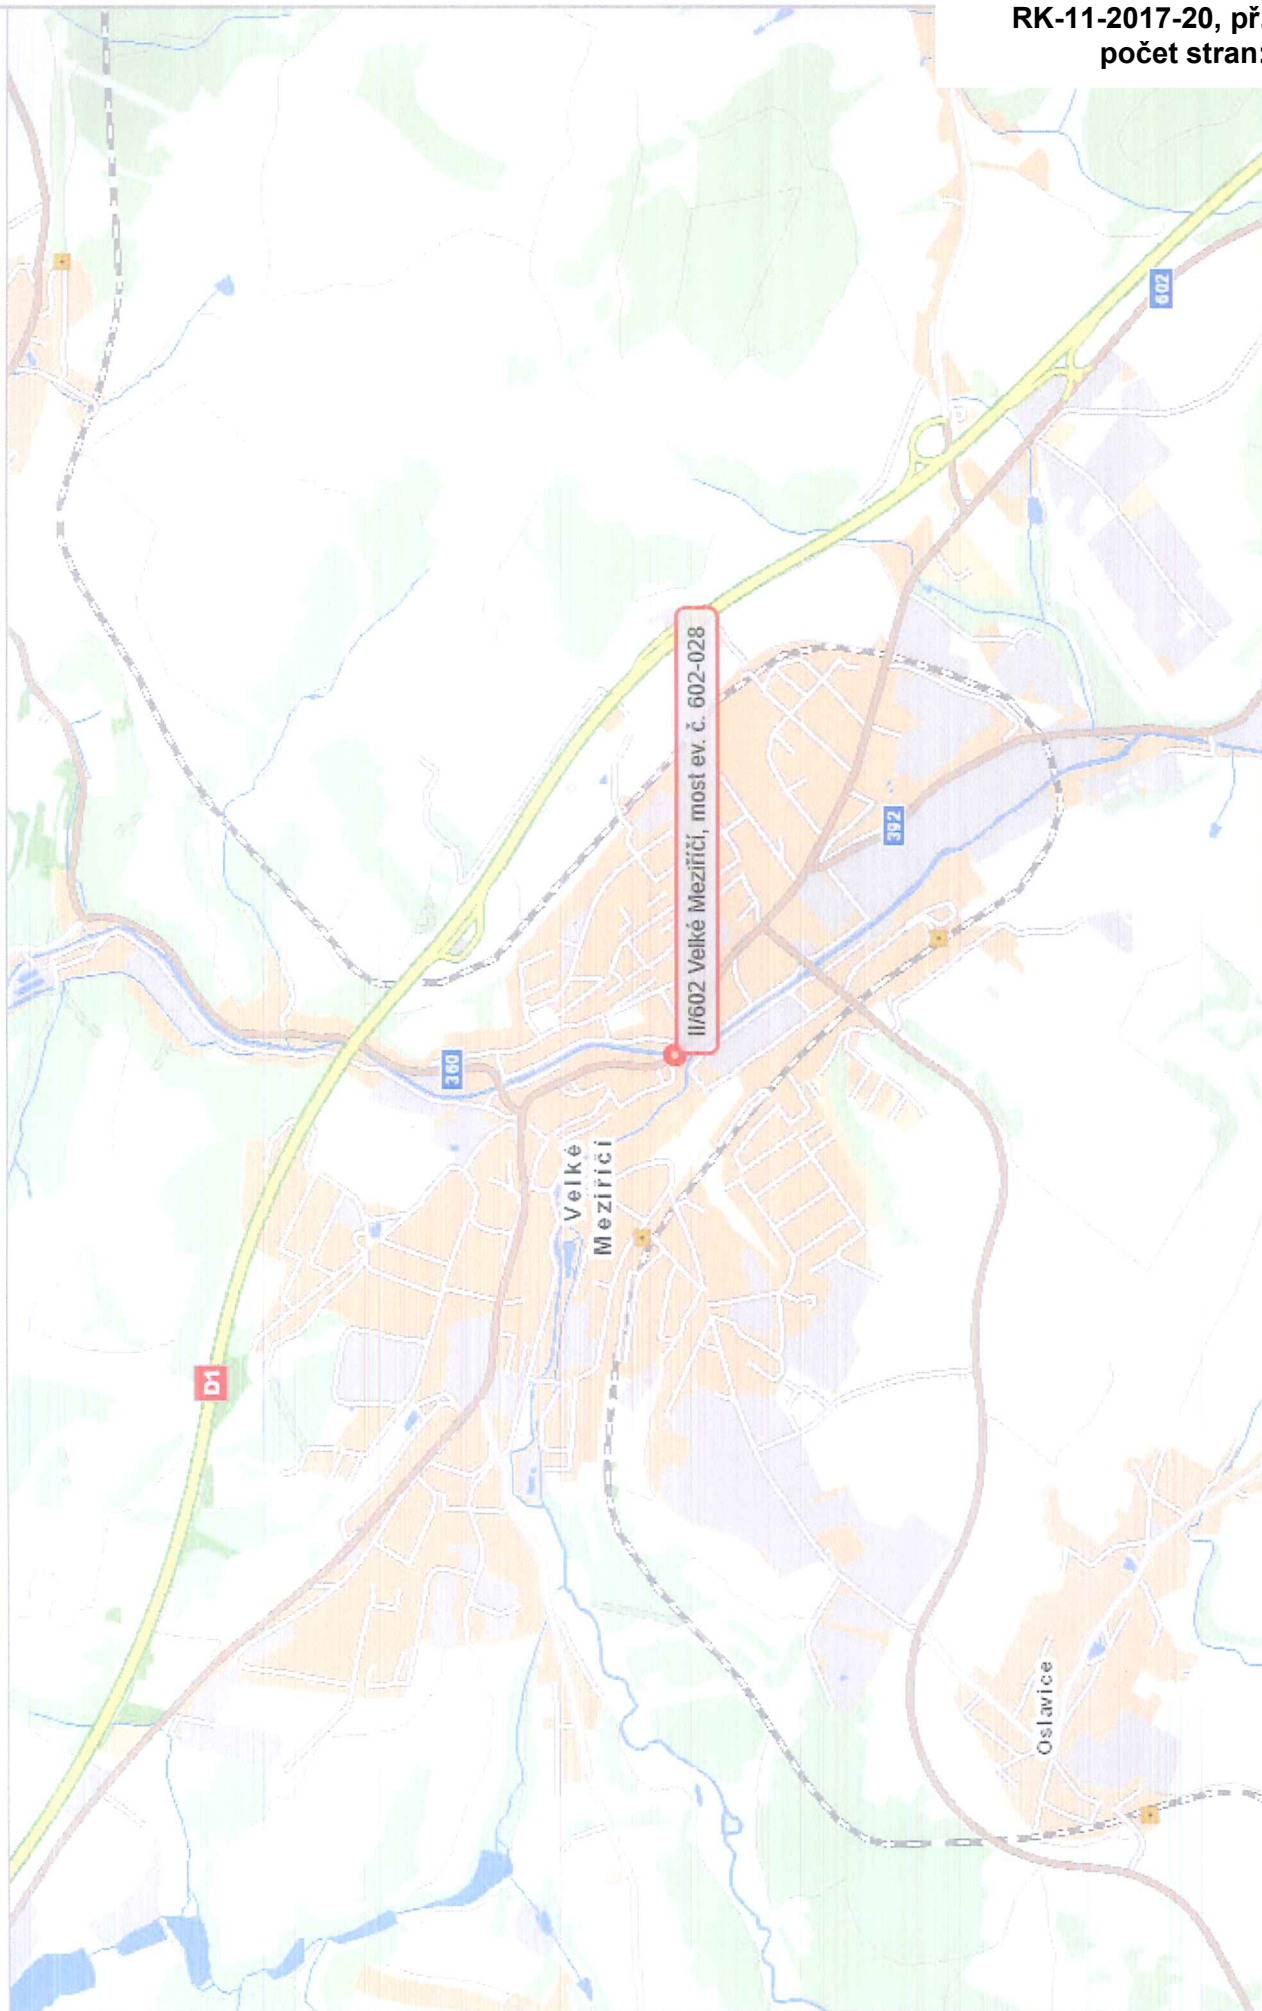 RK-11-2017-20, př.
počet stran:
602
II/602 Velké Meziříčí, most ev. č. 602-028
392
360
Velké
Meziříčí
D1
Oslavice